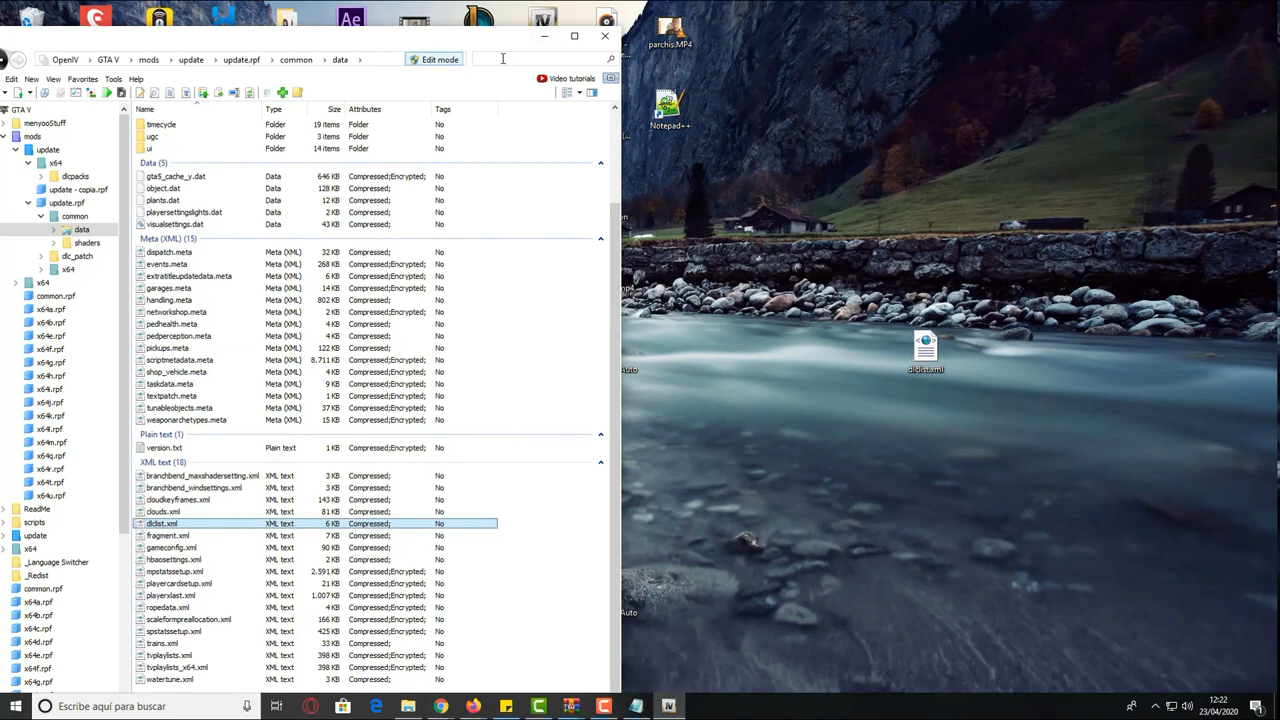 parchis.MP4
OpenIV
GTA V
mods
update
update.rpf
common
data
Edit mode
File
Edit
View
Favorites
Tools
Help
Video tutorials
Name
Type
Size
Attributes
Tags
GTA V
menyooStuff
mods
update
x64
dlcpacks
update - copia.rpf
update.rpf
common
data
shaders
dlc_patch
x64
x64
common.rpf
x64a.rpf
x64b.rpf
x64e.rpf
x64f.rpf
x64g.rpf
x64h.rpf
x64i.rpf
x64j.rpf
x64k.rpf
x64l.rpf
x64m.rpf
x64q.rpf
x64r.rpf
x64t.rpf
x64u.rpf
ReadMe
scripts
update
x64
_Language Switcher
_Redist
common.rpf
x64a.rpf
x64b.rpf
x64c.rpf
x64d.rpf
x64e.rpf
x64f.rpf
x64g.rpf
timecycle Folder 19 items Folder No
ugc Folder 3 items Folder No
ui Folder 14 items Folder No
Data (5)
gta5_cache_y.dat Data 646 KB Compressed;Encrypted; No
object.dat Data 128 KB Compressed;Encrypted; No
plants.dat Data 12 KB Compressed;Encrypted; No
playersettingslights.dat Data 2 KB Compressed;Encrypted; No
visualsettings.dat Data 43 KB Compressed;Encrypted; No
Meta (XML) (15)
dispatch.meta Meta (XML) 32 KB Compressed; No
events.meta Meta (XML) 268 KB Compressed;Encrypted; No
extratitleupdatedata.meta Meta (XML) 6 KB Compressed;Encrypted; No
garages.meta Meta (XML) 14 KB Compressed;Encrypted; No
handling.meta Meta (XML) 802 KB Compressed;Encrypted; No
networkshop.meta Meta (XML) 2 KB Compressed;Encrypted; No
pedhealth.meta Meta (XML) 4 KB Compressed;Encrypted; No
pedperception.meta Meta (XML) 4 KB Compressed;Encrypted; No
pickups.meta Meta (XML) 122 KB Compressed;Encrypted; No
scriptmetadata.meta Meta (XML) 8.711 KB Compressed;Encrypted; No
shop_vehicle.meta Meta (XML) 4 KB Compressed;Encrypted; No
taskdata.meta Meta (XML) 9 KB Compressed;Encrypted; No
textpatch.meta Meta (XML) 1 KB Compressed;Encrypted; No
tunableobjects.meta Meta (XML) 37 KB Compressed;Encrypted; No
weaponarchetypes.meta Meta (XML) 15 KB Compressed;Encrypted; No
Plain text (1)
version.txt Plain text 1 KB Compressed;Encrypted; No
XML text (18)
branchbend_maxshadersetting.xml XML text 3 KB Compressed; No
branchbend_windsettings.xml XML text 3 KB Compressed; No
cloudkeyframes.xml XML text 143 KB Compressed; No
clouds.xml XML text 81 KB Compressed; No
dlclist.xml XML text 6 KB Compressed; No
fragment.xml XML text 7 KB Compressed; No
gameconfig.xml XML text 90 KB Compressed; No
hbaosettings.xml XML text 2 KB Compressed; No
mpstatssetup.xml XML text 2.591 KB Compressed;Encrypted; No
playercardsetup.xml XML text 21 KB Compressed;Encrypted; No
playerxlast.xml XML text 1.007 KB Compressed;Encrypted; No
ropedata.xml XML text 4 KB Compressed;Encrypted; No
scaleformpreallocation.xml XML text 166 KB Compressed;Encrypted; No
spstatssetup.xml XML text 425 KB Compressed;Encrypted; No
trains.xml XML text 33 KB Compressed; No
tvplaylists.xml XML text 398 KB Compressed;Encrypted; No
tvplaylists_x64.xml XML text 398 KB Compressed;Encrypted; No
watertune.xml XML text 3 KB Compressed; No
Notepad++
dlclist.xml
Auto
Auto
Escribe aquí para buscar
12:22
23/04/2020